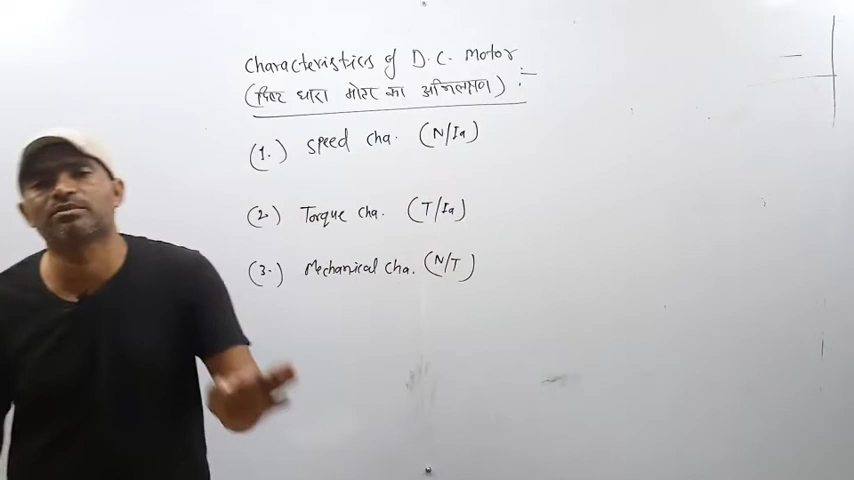 Characteristics of D.C. Motor
(दिष्ट धारा मोटर का अभिलक्षण) :-
(1.) Speed cha. (N/Ia)
(2) Torque cha. (T/Ia)
(3.) Mechanical cha. (N/T)